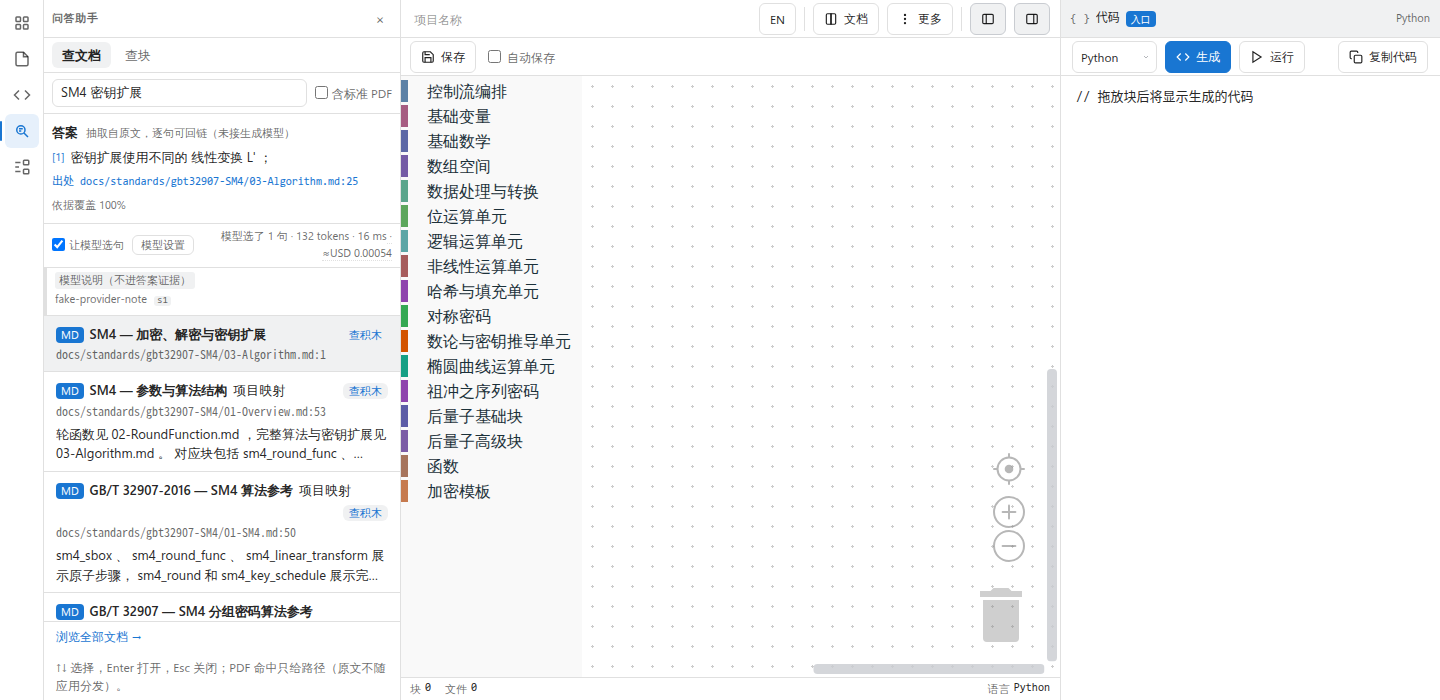 问答助手
×
查文档
查块
SM4 密钥扩展
含标准 PDF
答案 抽取自原文，逐句可回链（未接生成模型）
[1] 密钥扩展使用不同的 线性变换 L' ；
出处 docs/standards/gbt32907-SM4/03-Algorithm.md:25
依据覆盖 100%
让模型选句
模型设置
模型选了 1 句 · 132 tokens · 16 ms ·
≈USD 0.00054
模型说明（不进答案证据）
fake-provider-note s1
MD SM4 — 加密、解密与密钥扩展 查积木
docs/standards/gbt32907-SM4/03-Algorithm.md:1
MD SM4 — 参数与算法结构 项目映射 查积木
docs/standards/gbt32907-SM4/01-Overview.md:53
轮函数见 02-RoundFunction.md ，完整算法与密钥扩展见
03-Algorithm.md 。 对应块包括 sm4_round_func 、…
MD GB/T 32907-2016 — SM4 算法参考 项目映射
查积木
docs/standards/gbt32907-SM4/01-SM4.md:50
sm4_sbox 、 sm4_round_func 、 sm4_linear_transform 展
示原子步骤， sm4_round 和 sm4_key_schedule 展示完…
MD GB/T 32907 — SM4 分组密码算法参考
浏览全部文档 →
↑↓ 选择，Enter 打开，Esc 关闭；PDF 命中只给路径（原文不随
应用分发）。
项目名称
EN
文档
更多
保存
自动保存
控制流编排
基础变量
基础数学
数组空间
数据处理与转换
位运算单元
逻辑运算单元
非线性运算单元
哈希与填充单元
对称密码
数论与密钥推导单元
椭圆曲线运算单元
祖冲之序列密码
后量子基础块
后量子高级块
函数
加密模板
块 0 文件 0
语言 Python
{ } 代码 入口
Python
Python
生成
运行
复制代码
// 拖放块后将显示生成的代码